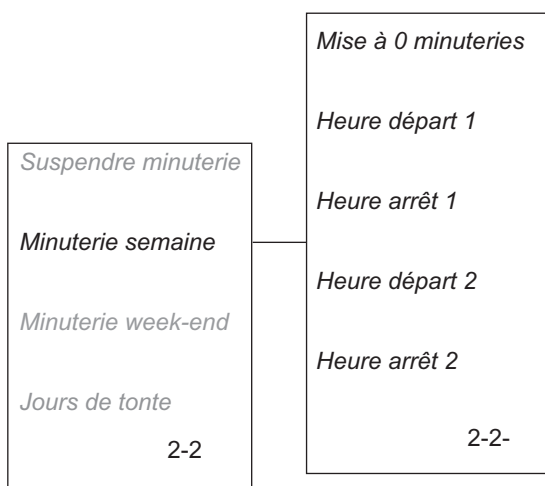 Suspendre minuterie
Minuterie semaine
Minuterie week-end
Jours de tonte
2-2
Mise à 0 minuteries
Heure départ 1
Heure arrêt 1
Heure départ 2
Heure arrêt 2
2-2-